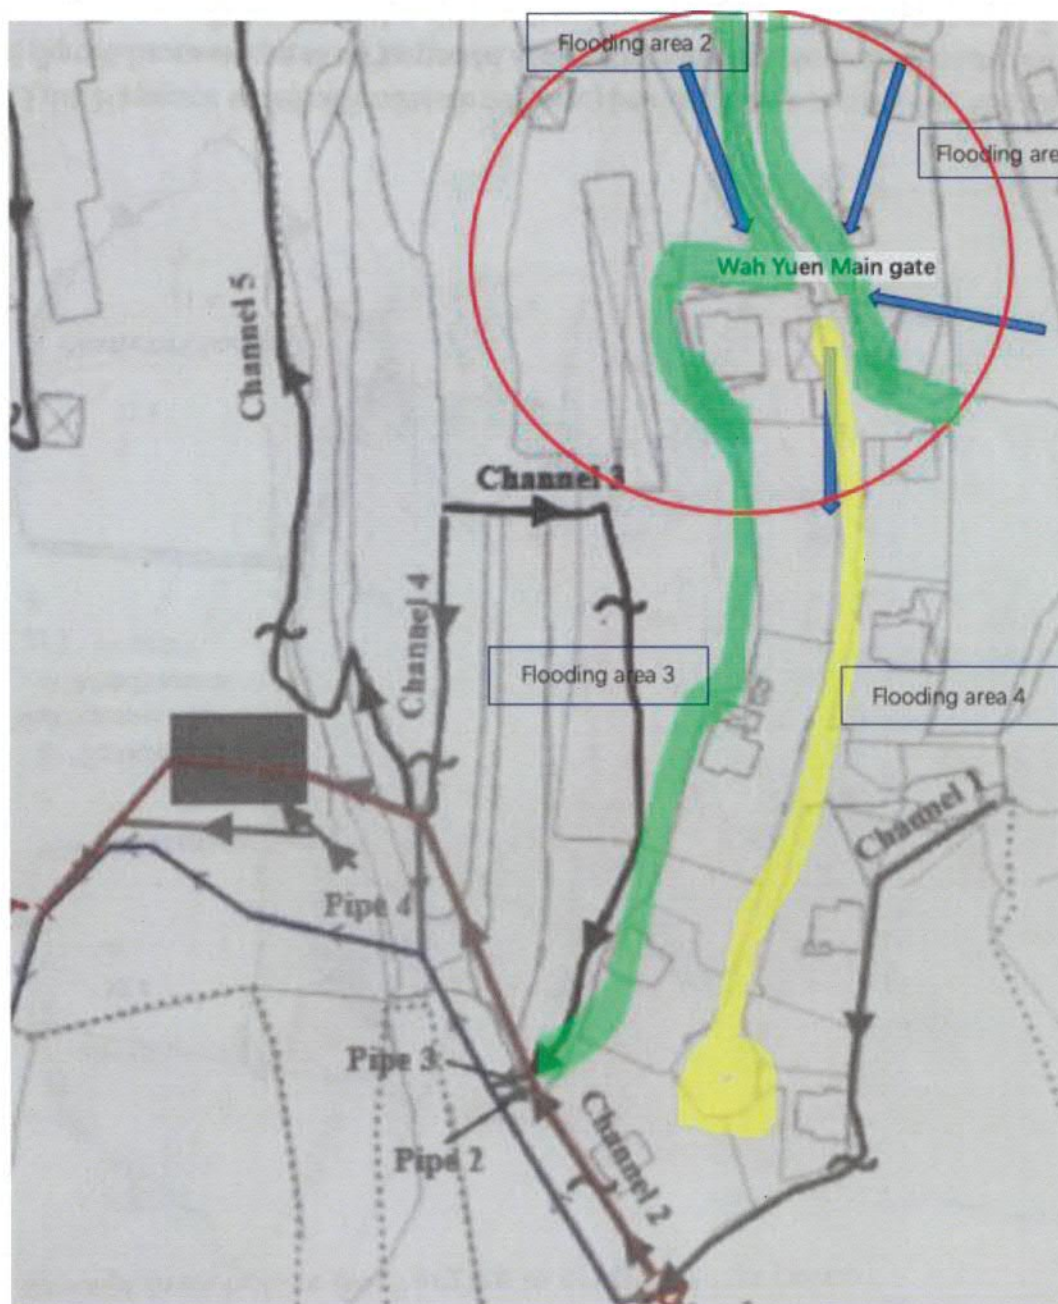 Flooding area 2
Flooding are
Wah Yuen Main gate
Channel 5
Channel 3
Channel 4
Flooding area 3
Flooding area 4
Channel 1
Pipe 4
Pipe 3
Channel 2
Pipe 2